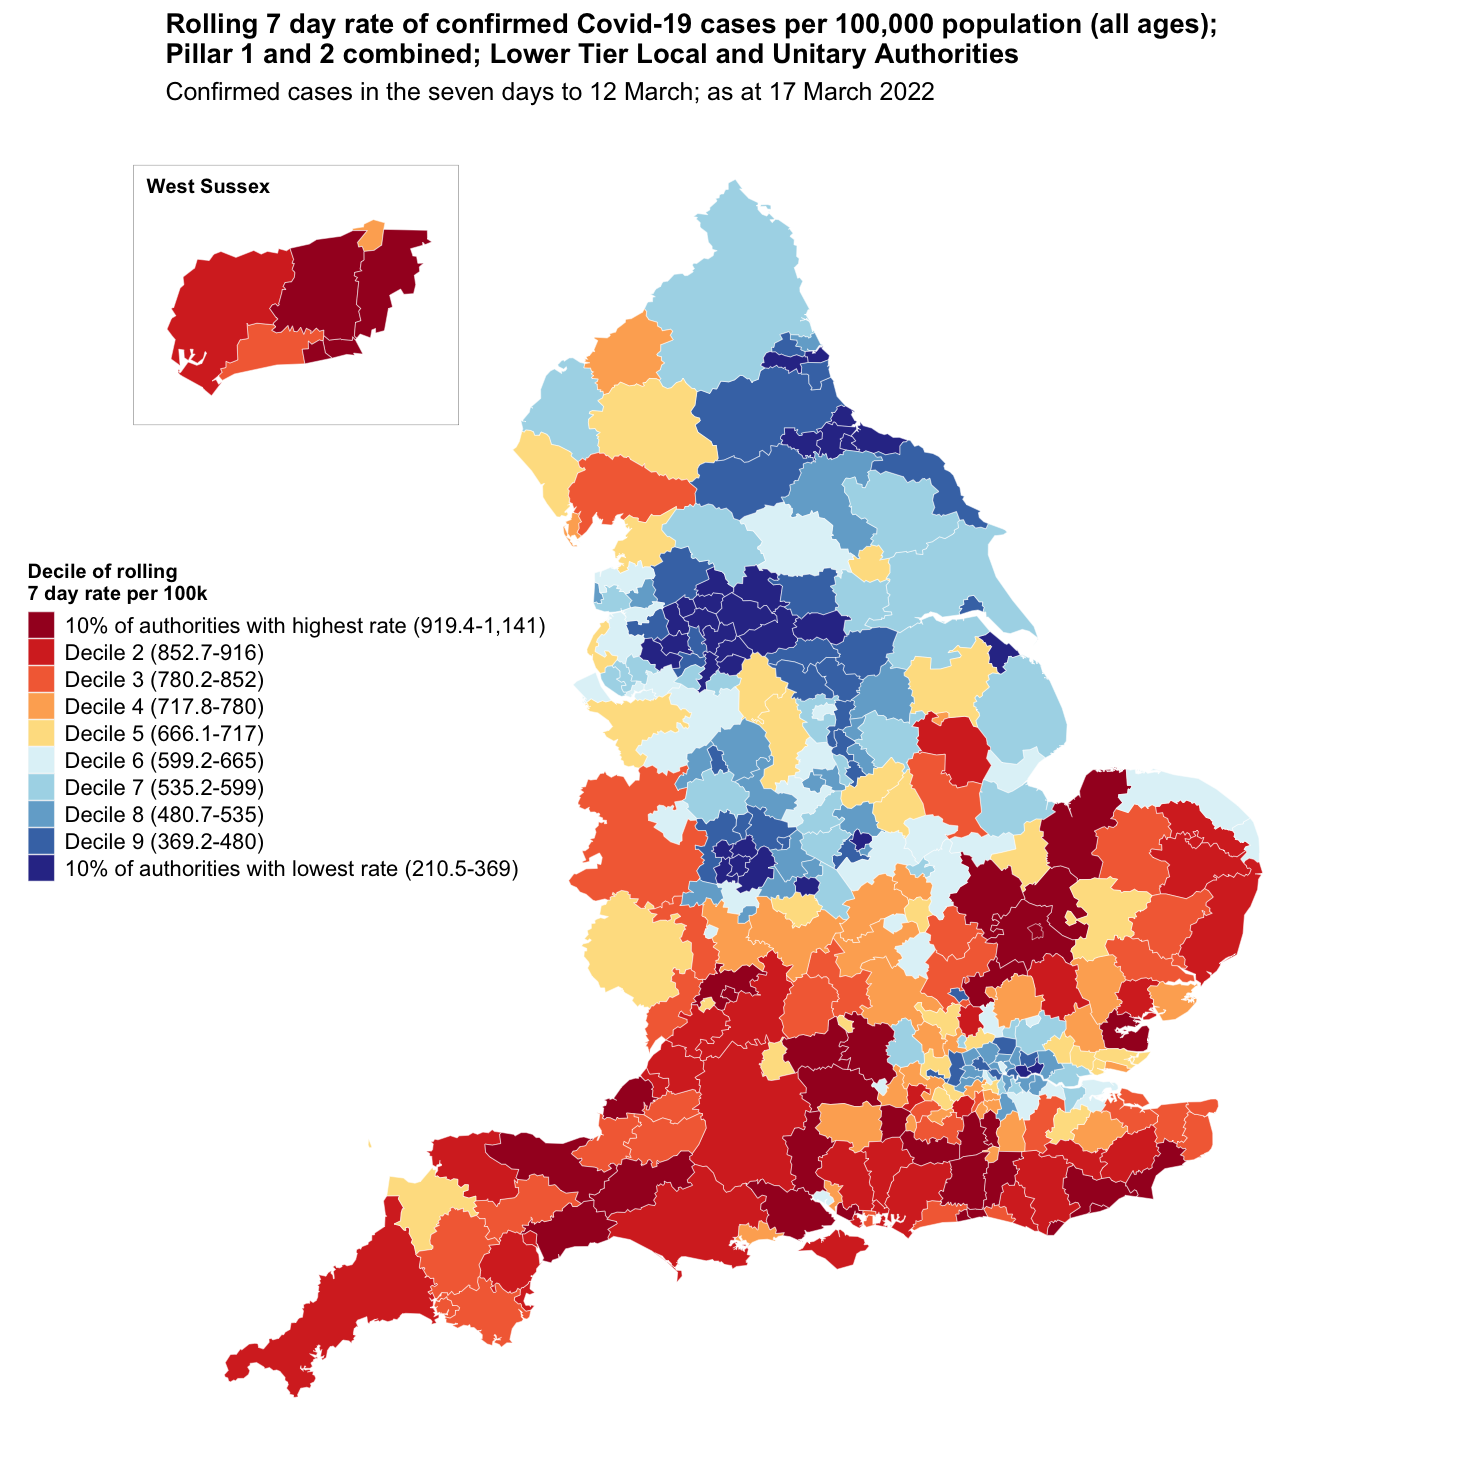 Rolling 7 day rate of confirmed Covid-19 cases per 100,000 population (all ages);
Pillar 1 and 2 combined; Lower Tier Local and Unitary Authorities
Confirmed cases in the seven days to 12 March; as at 17 March 2022
West Sussex
Decile of rolling
7 day rate per 100k
10% of authorities with highest rate (919.4-1,141)
Decile 2 (852.7-916)
Decile 3 (780.2-852)
Decile 4 (717.8-780)
Decile 5 (666.1-717)
Decile 6 (599.2-665)
Decile 7 (535.2-599)
Decile 8 (480.7-535)
Decile 9 (369.2-480)
10% of authorities with lowest rate (210.5-369)